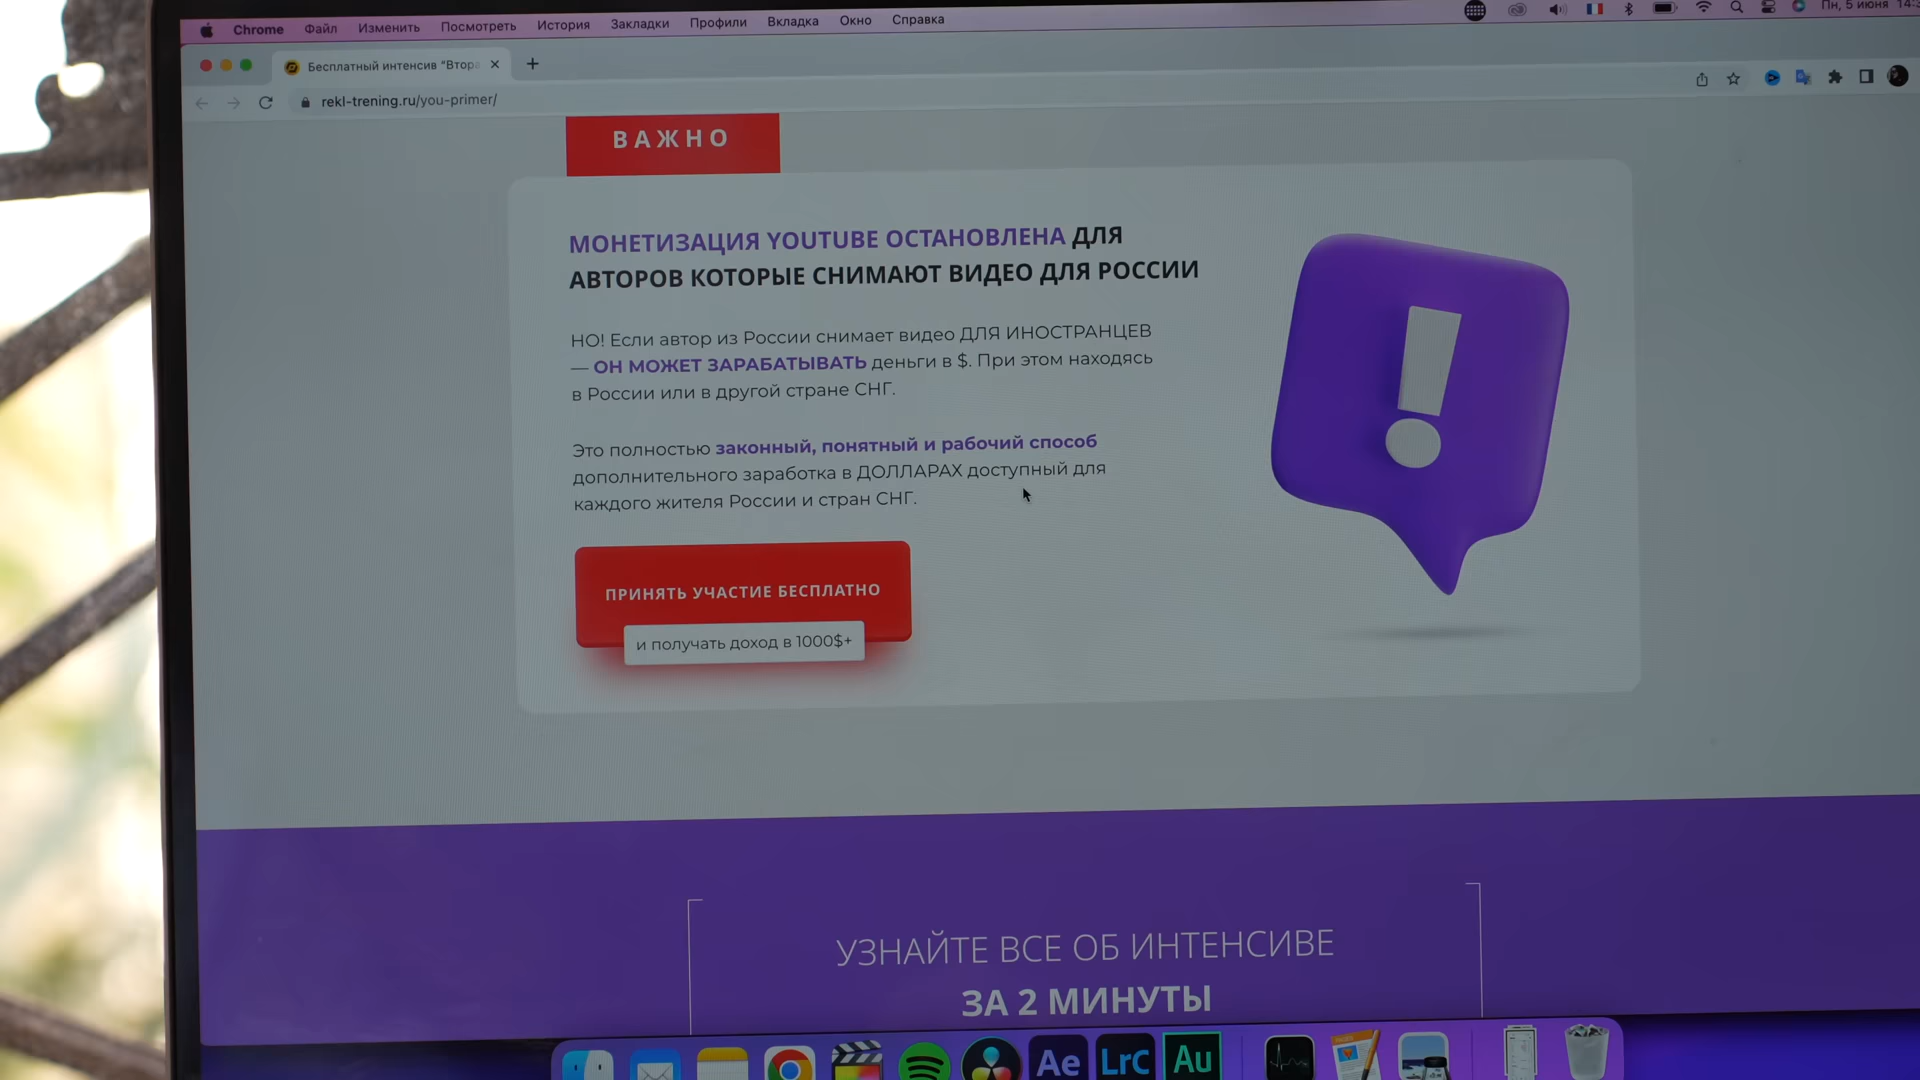 Chrome Файл Изменить Посмотреть История Закладки Профили Вкладка Окно Справка
Пн, 5 июня
Бесплатный интенсив "Втора
rekl-trening.ru/you-primer/
ВАЖНО
МОНЕТИЗАЦИЯ YOUTUBE ОСТАНОВЛЕНА ДЛЯ
АВТОРОВ КОТОРЫЕ СНИМАЮТ ВИДЕО ДЛЯ РОССИИ
НО! Если автор из России снимает видео ДЛЯ ИНОСТРАНЦЕВ
— ОН МОЖЕТ ЗАРАБАТЫВАТЬ деньги в $. При этом находясь
в России или в другой стране СНГ.
Это полностью законный, понятный и рабочий способ
дополнительного заработка в ДОЛЛАРАХ доступный для
каждого жителя России и стран СНГ.
ПРИНЯТЬ УЧАСТИЕ БЕСПЛАТНО
и получать доход в 1000$+
УЗНАЙТЕ ВСЕ ОБ ИНТЕНСИВЕ
ЗА 2 МИНУТЫ
Ae LrC Au